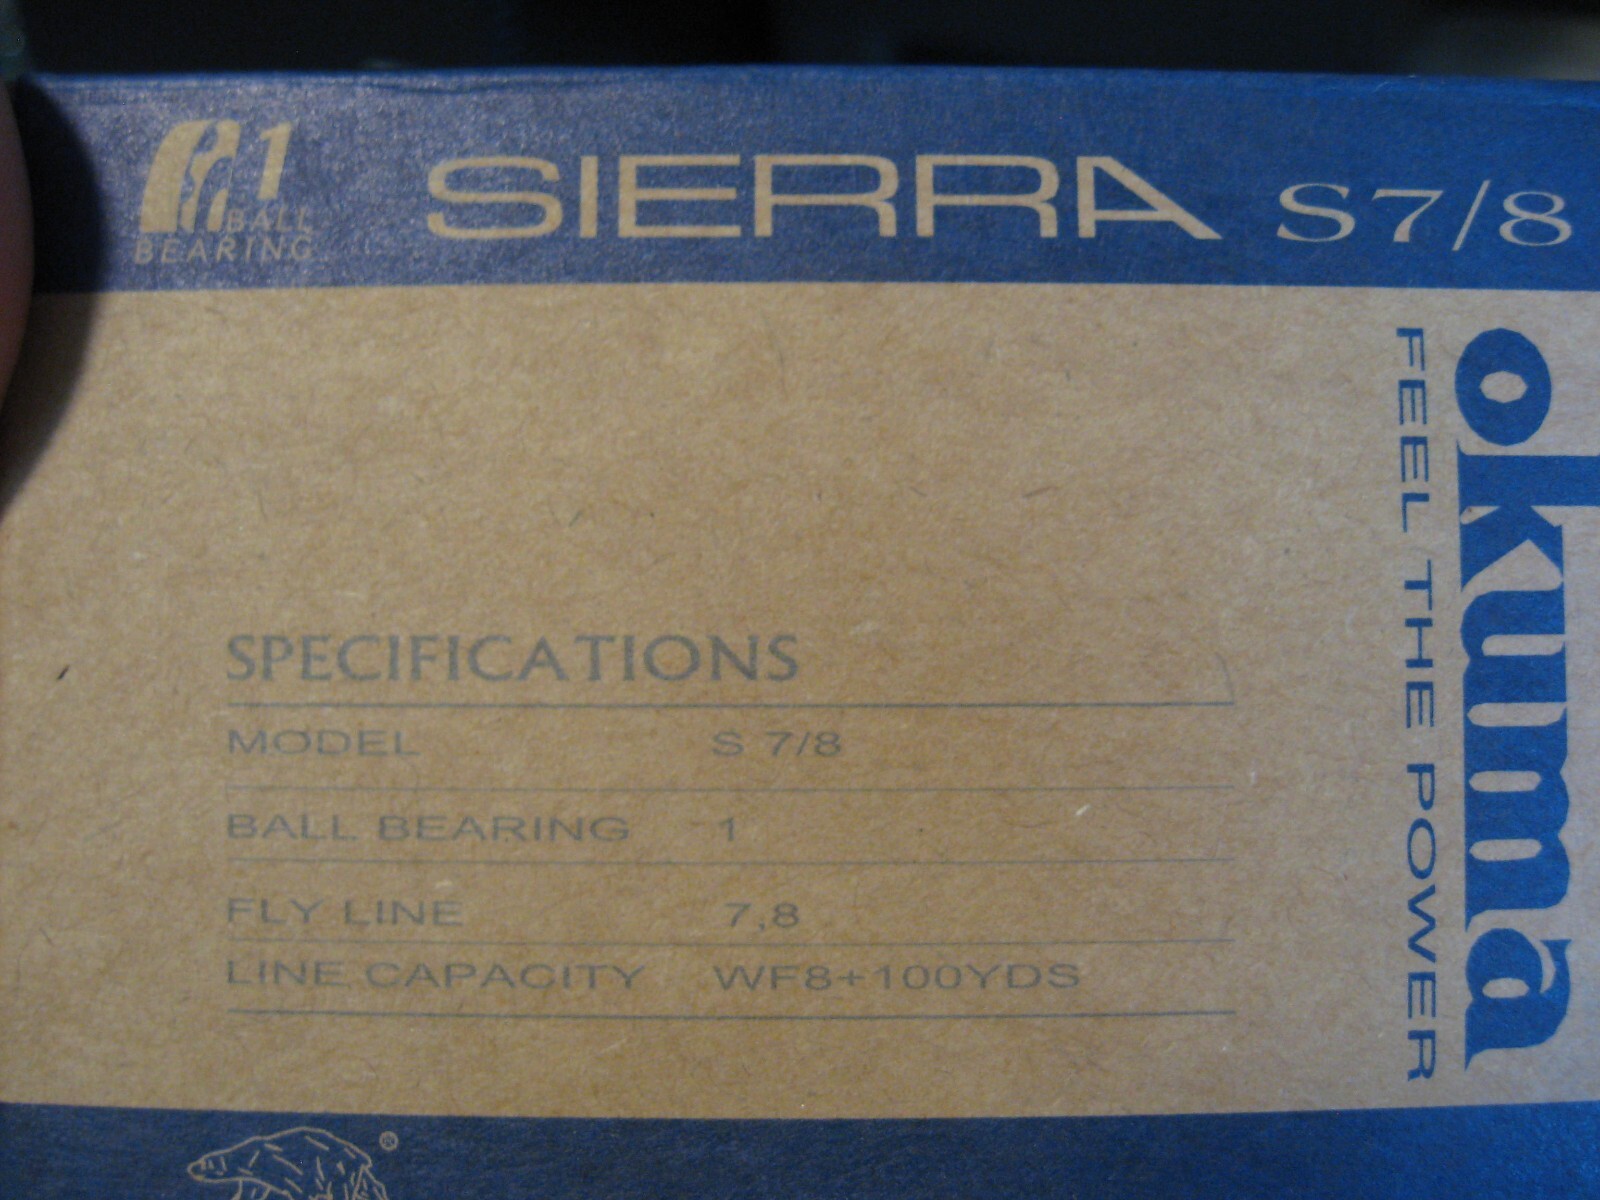 1
BALL
BEARING
SIERRA S7/8
okuma
FEEL THE POWER
SPECIFICATIONS
MODEL S 7/8
BALL BEARING 1
FLY LINE 7,8
LINE CAPACITY WF8+100YDS
®